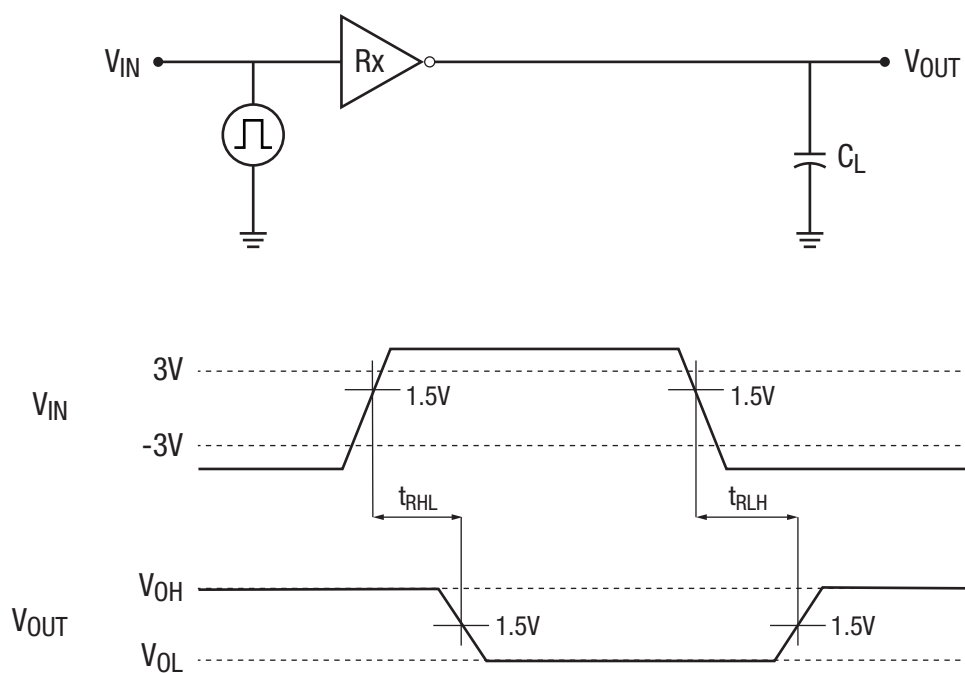 VIN Rx VOUT
CL
3V
1.5V 1.5V
VIN
-3V
tRHL tRLH
VOH
VOUT 1.5V 1.5V
VOL